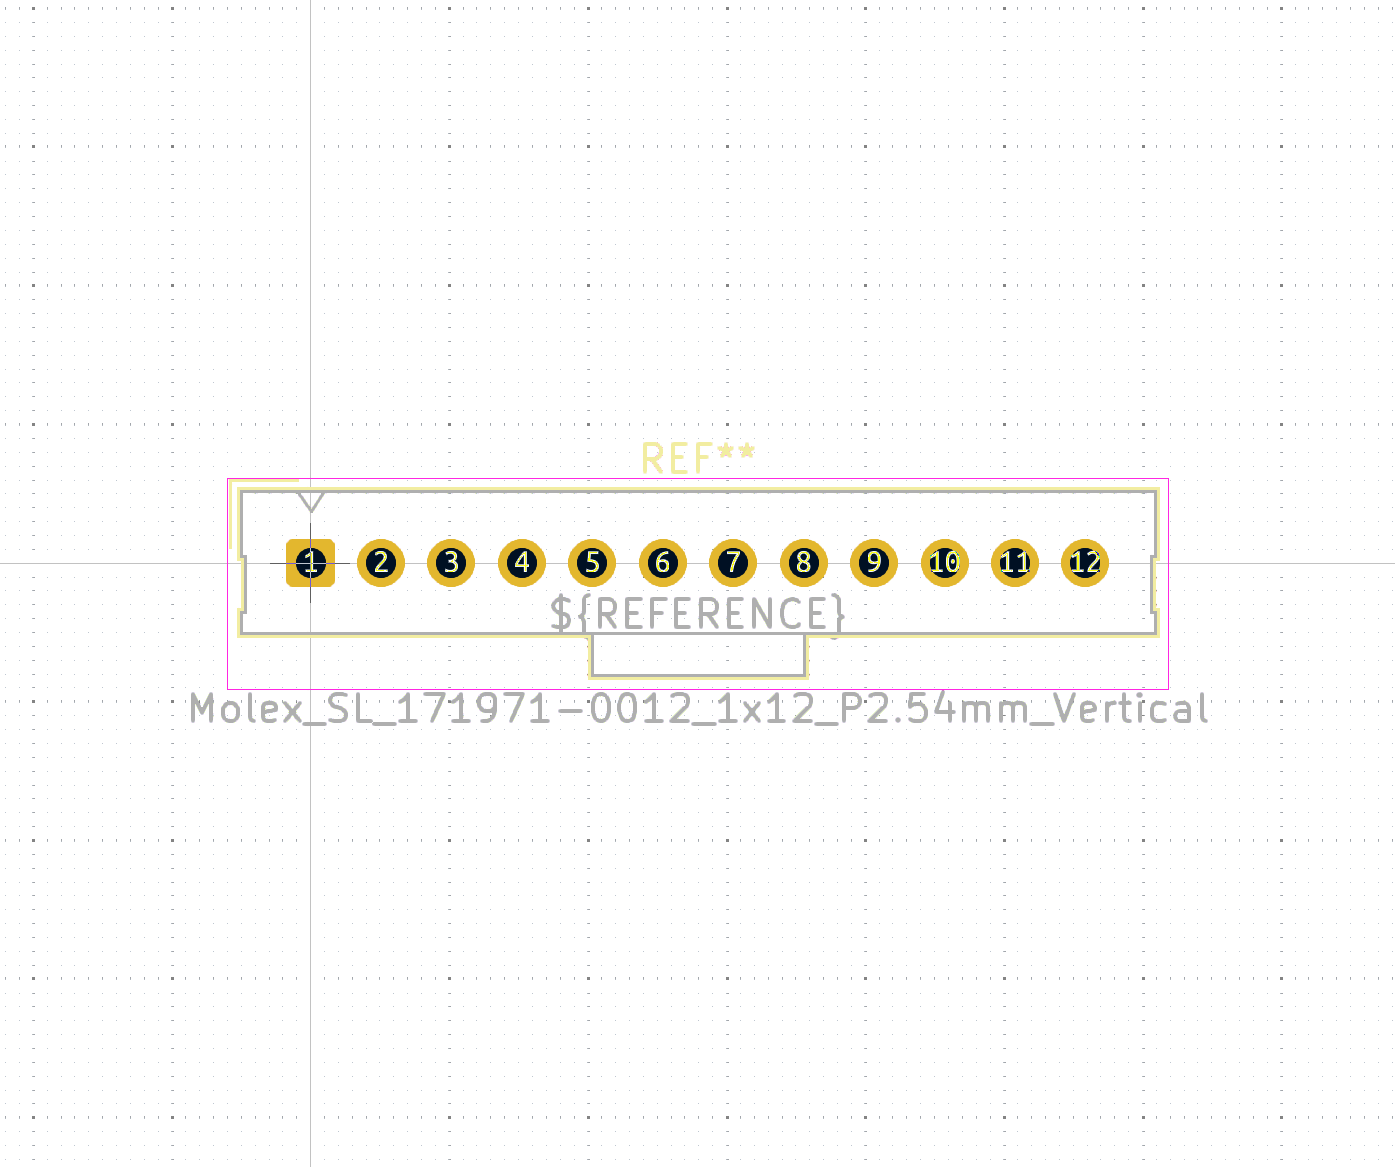 REF**
1 2 3 4 5 6 7 8 9 10 11 12
${REFERENCE}
Molex_SL_171971-0012_1x12_P2.54mm_Vertical